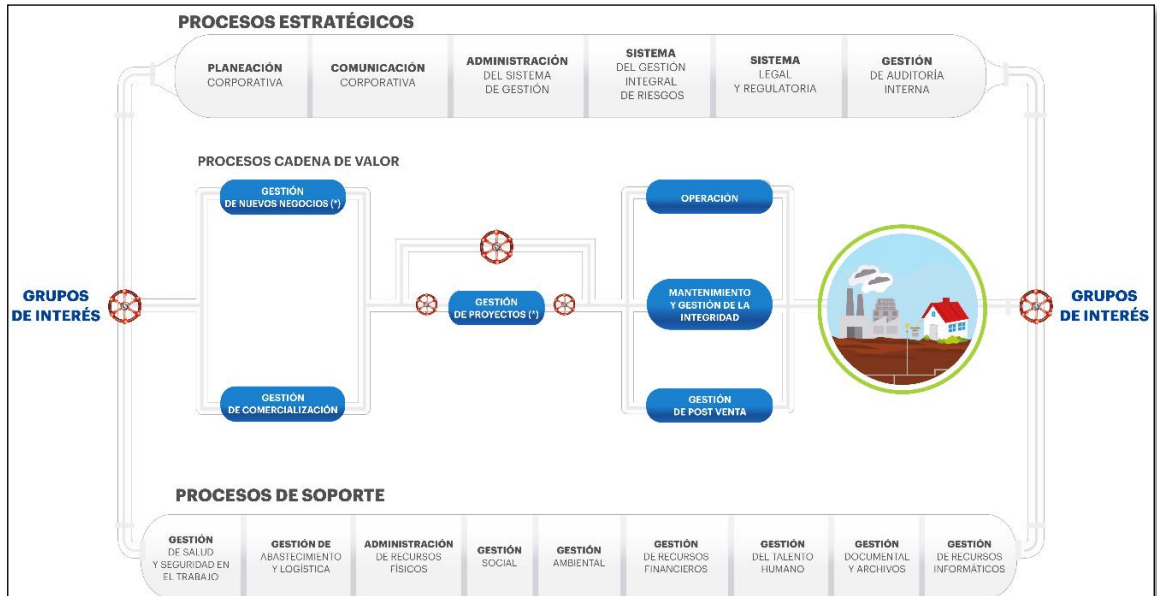 PROCESOS ESTRATÉGICOS
PLANEACIÓN
CORPORATIVA
COMUNICACIÓN
CORPORATIVA
ADMINISTRACIÓN
DEL SISTEMA
DE GESTIÓN
SISTEMA
DEL GESTIÓN
INTEGRAL
DE RIESGOS
SISTEMA
LEGAL
Y REGULATORIA
GESTIÓN
DE AUDITORÍA
INTERNA
PROCESOS CADENA DE VALOR
GESTIÓN
DE NUEVOS NEGOCIOS (*)
OPERACIÓN
GRUPOS
DE INTERÉS
GESTIÓN
DE PROYECTOS (*)
MANTENIMIENTO
Y GESTIÓN DE LA
INTEGRIDAD
GRUPOS
DE INTERÉS
GESTIÓN
DE COMERCIALIZACIÓN
GESTIÓN
DE POST VENTA
PROCESOS DE SOPORTE
GESTIÓN
DE SALUD
Y SEGURIDAD EN
EL TRABAJO
GESTIÓN DE
ABASTECIMIENTO
Y LOGÍSTICA
ADMINISTRACIÓN
DE RECURSOS
FÍSICOS
GESTIÓN
SOCIAL
GESTIÓN
AMBIENTAL
GESTIÓN
DE RECURSOS
FINANCIEROS
GESTIÓN
DEL TALENTO
HUMANO
GESTIÓN
DOCUMENTAL
Y ARCHIVOS
GESTIÓN
DE RECURSOS
INFORMÁTICOS